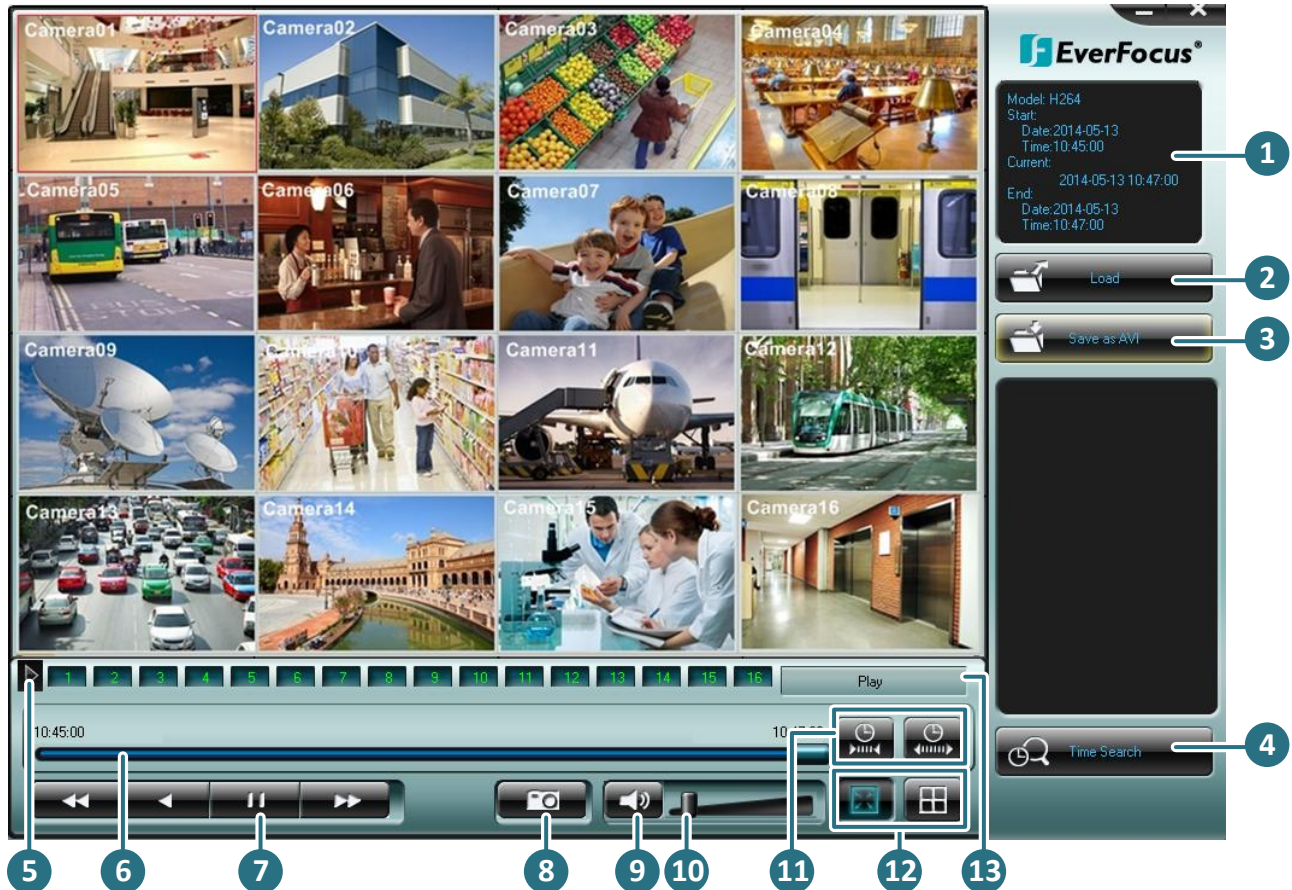 Camera01
Camera02
Camera03
Camera04
Camera05
Camera06
Camera07
Camera08
Camera09
Camera10
Camera11
Camera12
Camera13
Camera14
Camera15
Camera16
EverFocus®
Model: H264
Start:
Date:2014-05-13
Time:10:45:00
Current:
2014-05-13 10:47:00
End:
Date:2014-05-13
Time:10:47:00
1
Load
2
Save as AVI
3
Time Search
4
1 2 3 4 5 6 7 8 9 10 11 12 13 14 15 16
Play
10:45:00
5 6 7 8 9 10 11 12 13